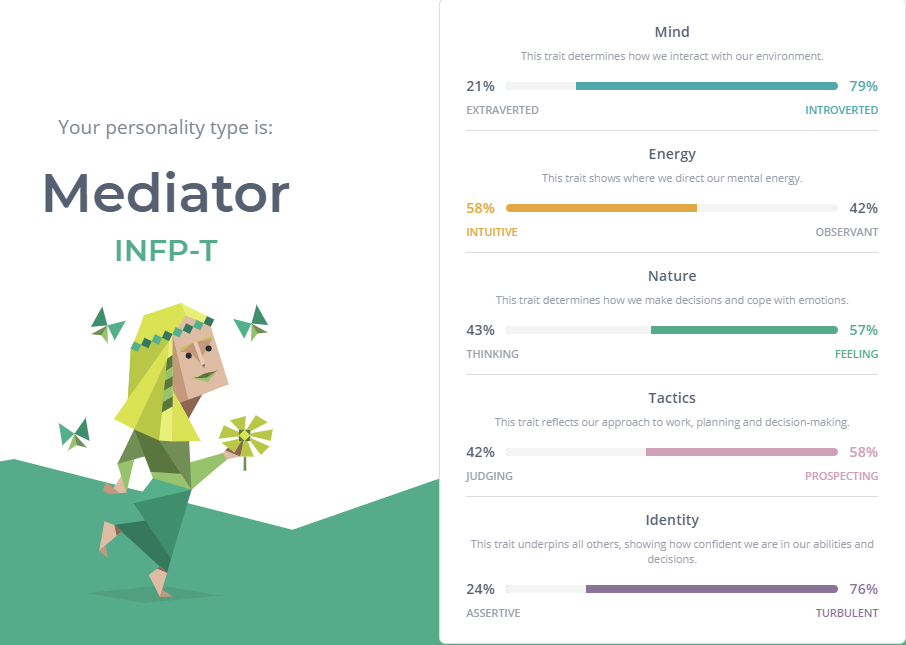 Your personality type is:
Mediator
INFP-T
Mind
This trait determines how we interact with our environment.
21% 79%
EXTRAVERTED INTROVERTED
Energy
This trait shows where we direct our mental energy.
58% 42%
INTUITIVE OBSERVANT
Nature
This trait determines how we make decisions and cope with emotions.
43% 57%
THINKING FEELING
Tactics
This trait reflects our approach to work, planning and decision-making.
42% 58%
JUDGING PROSPECTING
Identity
This trait underpins all others, showing how confident we are in our abilities and
decisions.
24% 76%
ASSERTIVE TURBULENT